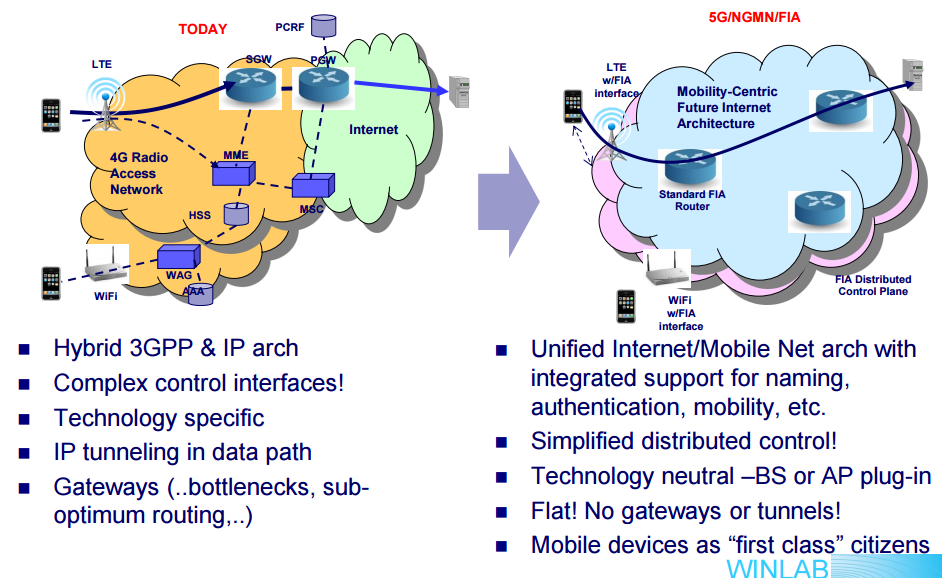 TODAY
PCRF
LTE
SGW
PGW
Internet
4G Radio
Access
Network
MME
MSC
HSS
WAG
AAA
WiFi
■ Hybrid 3GPP & IP arch
■ Complex control interfaces!
■ Technology specific
■ IP tunneling in data path
■ Gateways (..bottlenecks, sub-
optimum routing,..)
5G/NGMN/FIA
LTE
w/FIA
interface
Mobility-Centric
Future Internet
Architecture
Standard FIA
Router
FIA Distributed
Control Plane
WiFi
w/FIA
interface
■ Unified Internet/Mobile Net arch with
integrated support for naming,
authentication, mobility, etc.
■ Simplified distributed control!
■ Technology neutral –BS or AP plug-in
■ Flat! No gateways or tunnels!
■ Mobile devices as “first class” citizens
WINLAB